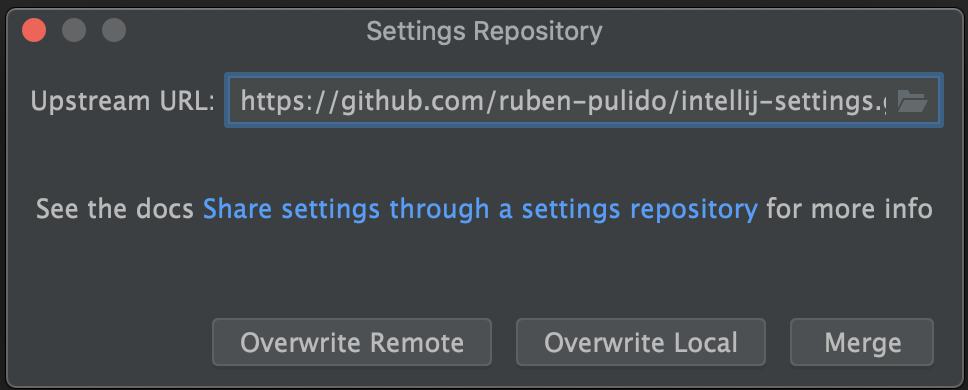 Settings Repository
Upstream URL: https://github.com/ruben-pulido/intellij-settings.g
See the docs Share settings through a settings repository for more info
Overwrite Remote Overwrite Local Merge